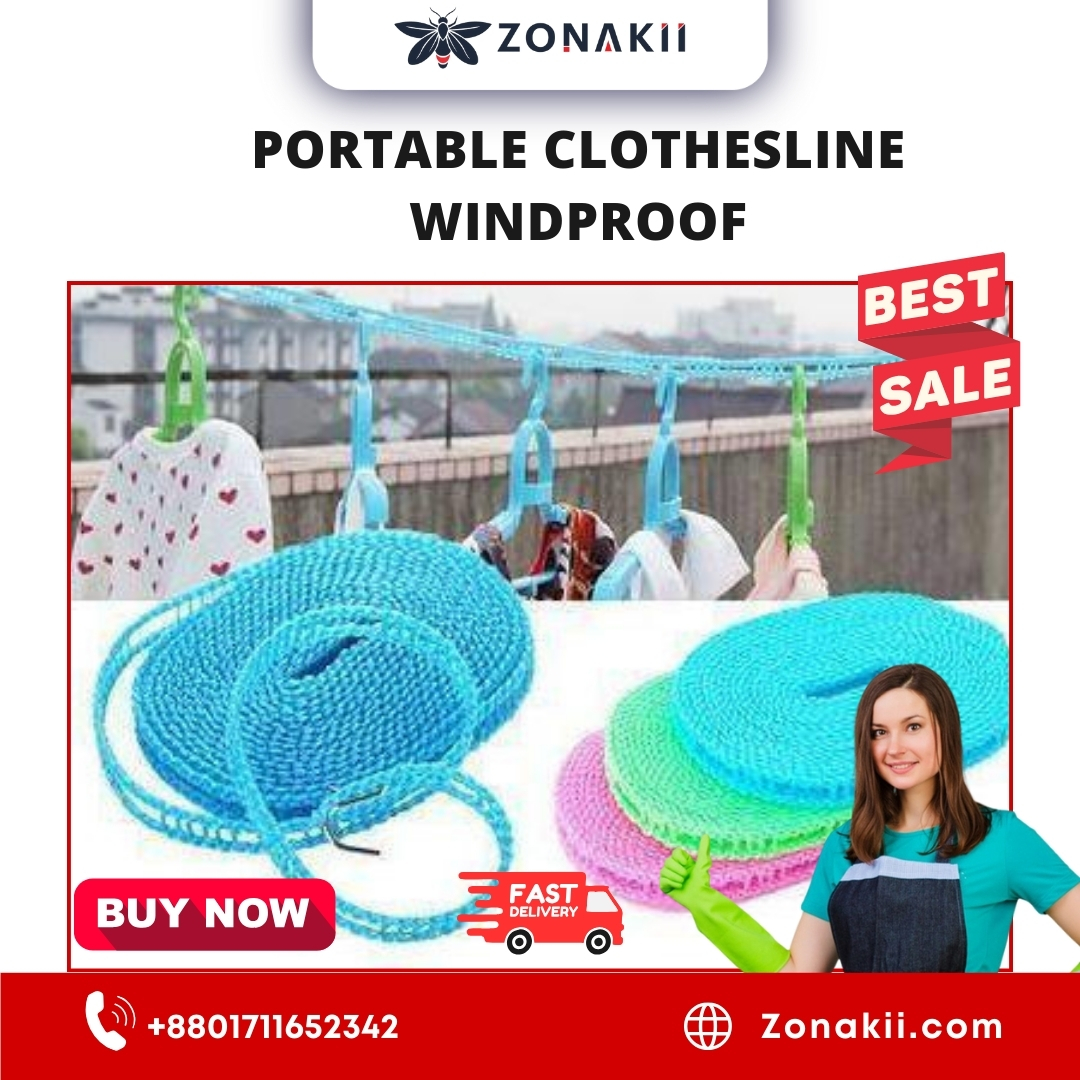 ZONAKII
PORTABLE CLOTHESLINE
WINDPROOF
BEST
SALE
BUY NOW
FAST
DELIVERY
+8801711652342
Zonakii.com